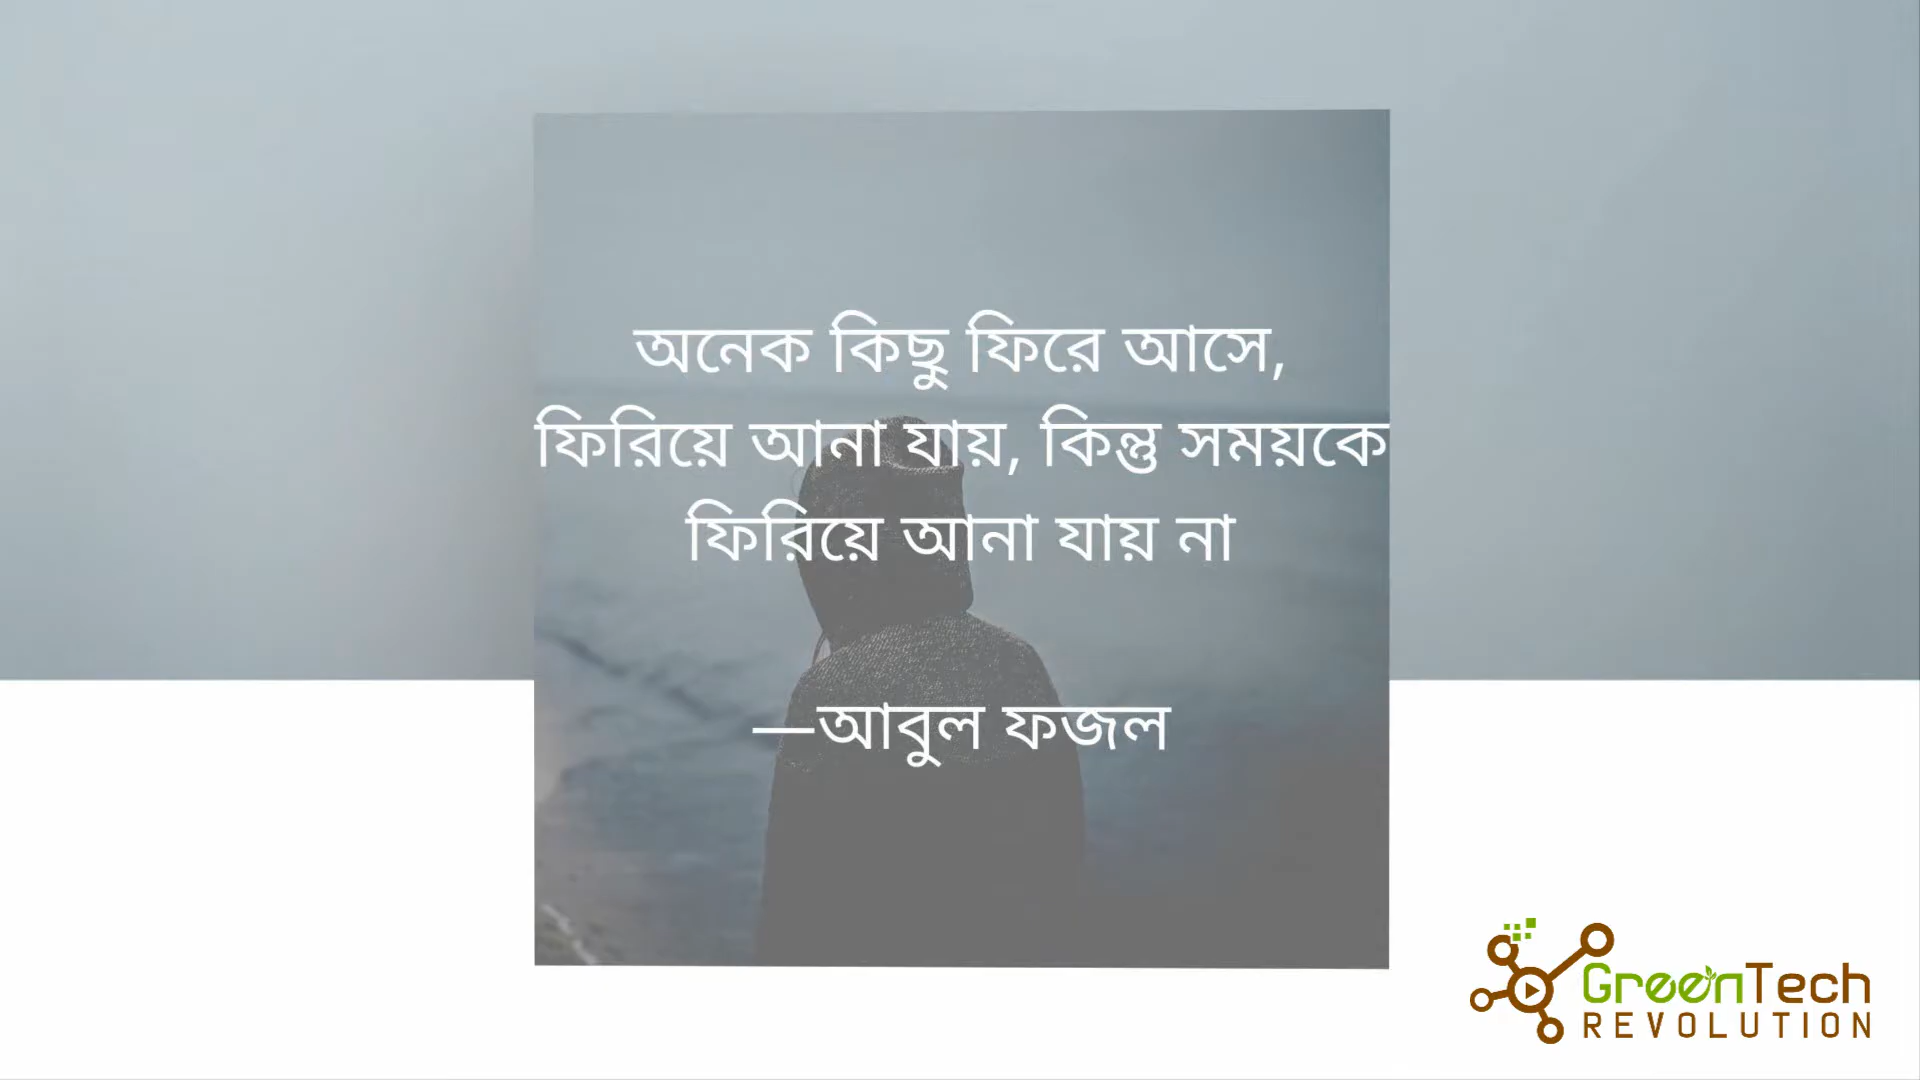 অনেক কিছু ফিরে আসে,
ফিরিয়ে আনা যায়, কিন্তু সময়কে
ফিরিয়ে আনা যায় না
—আবুল ফজল
GreenTech
REVOLUTION